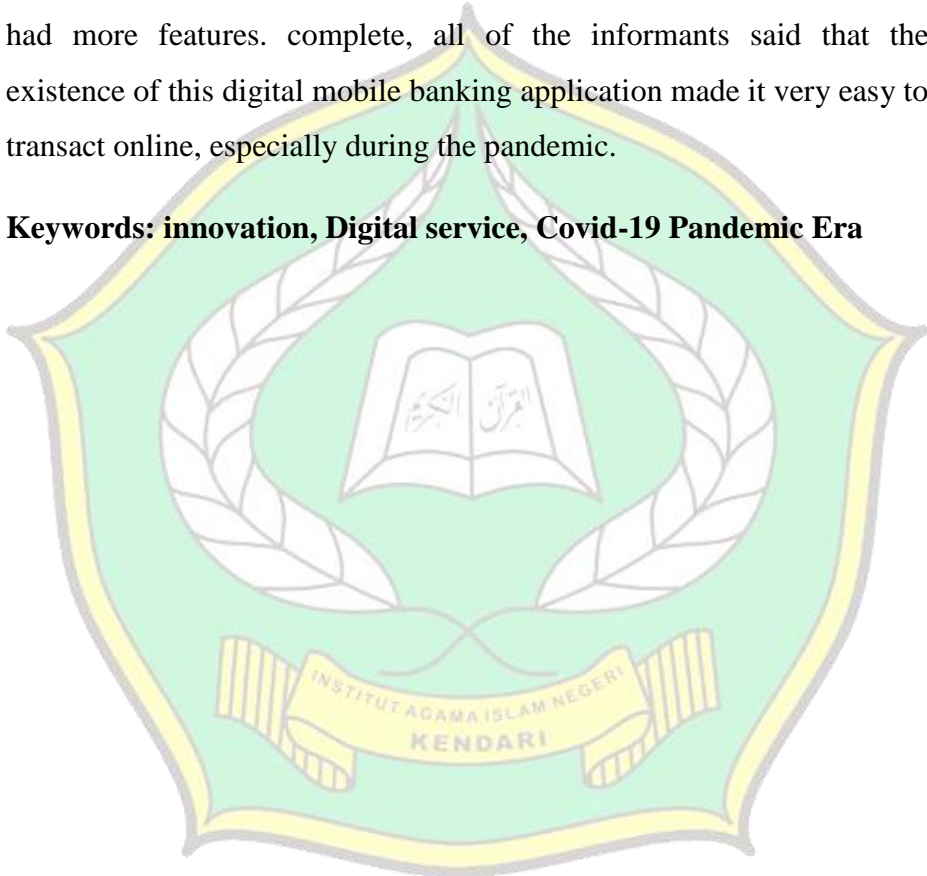 had more features. complete, all of the informants said that the
existence of this digital mobile banking application made it very easy to
transact online, especially during the pandemic.
Keywords: innovation, Digital service, Covid-19 Pandemic Era
القرآن الكريم
INSTITUT AGAMA ISLAM NEGERI
KENDARI